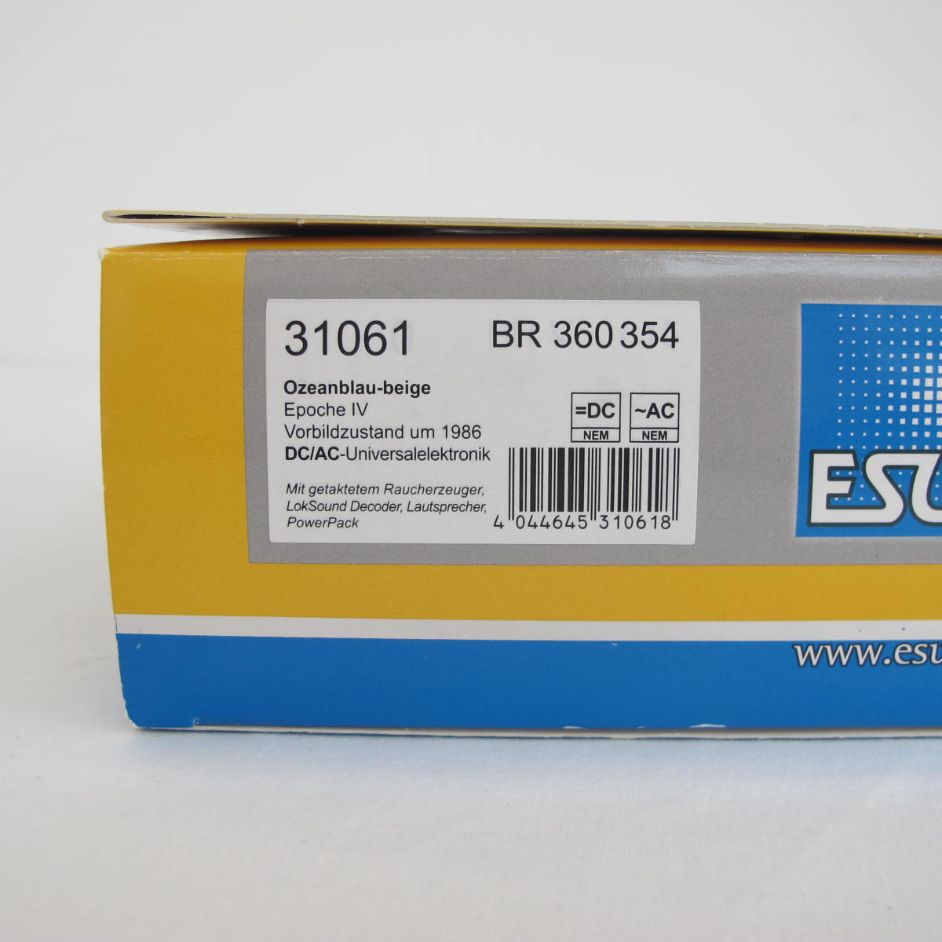 31061 BR 360 354
Ozeanblau-beige
Epoche IV
Vorbildzustand um 1986
DC/AC-Universalelektronik
=DC ~AC
NEM NEM
Mit getaktetem Raucherzeuger,
LokSound Decoder, Lautsprecher,
PowerPack
4 044645 310618
ESU
www.esu